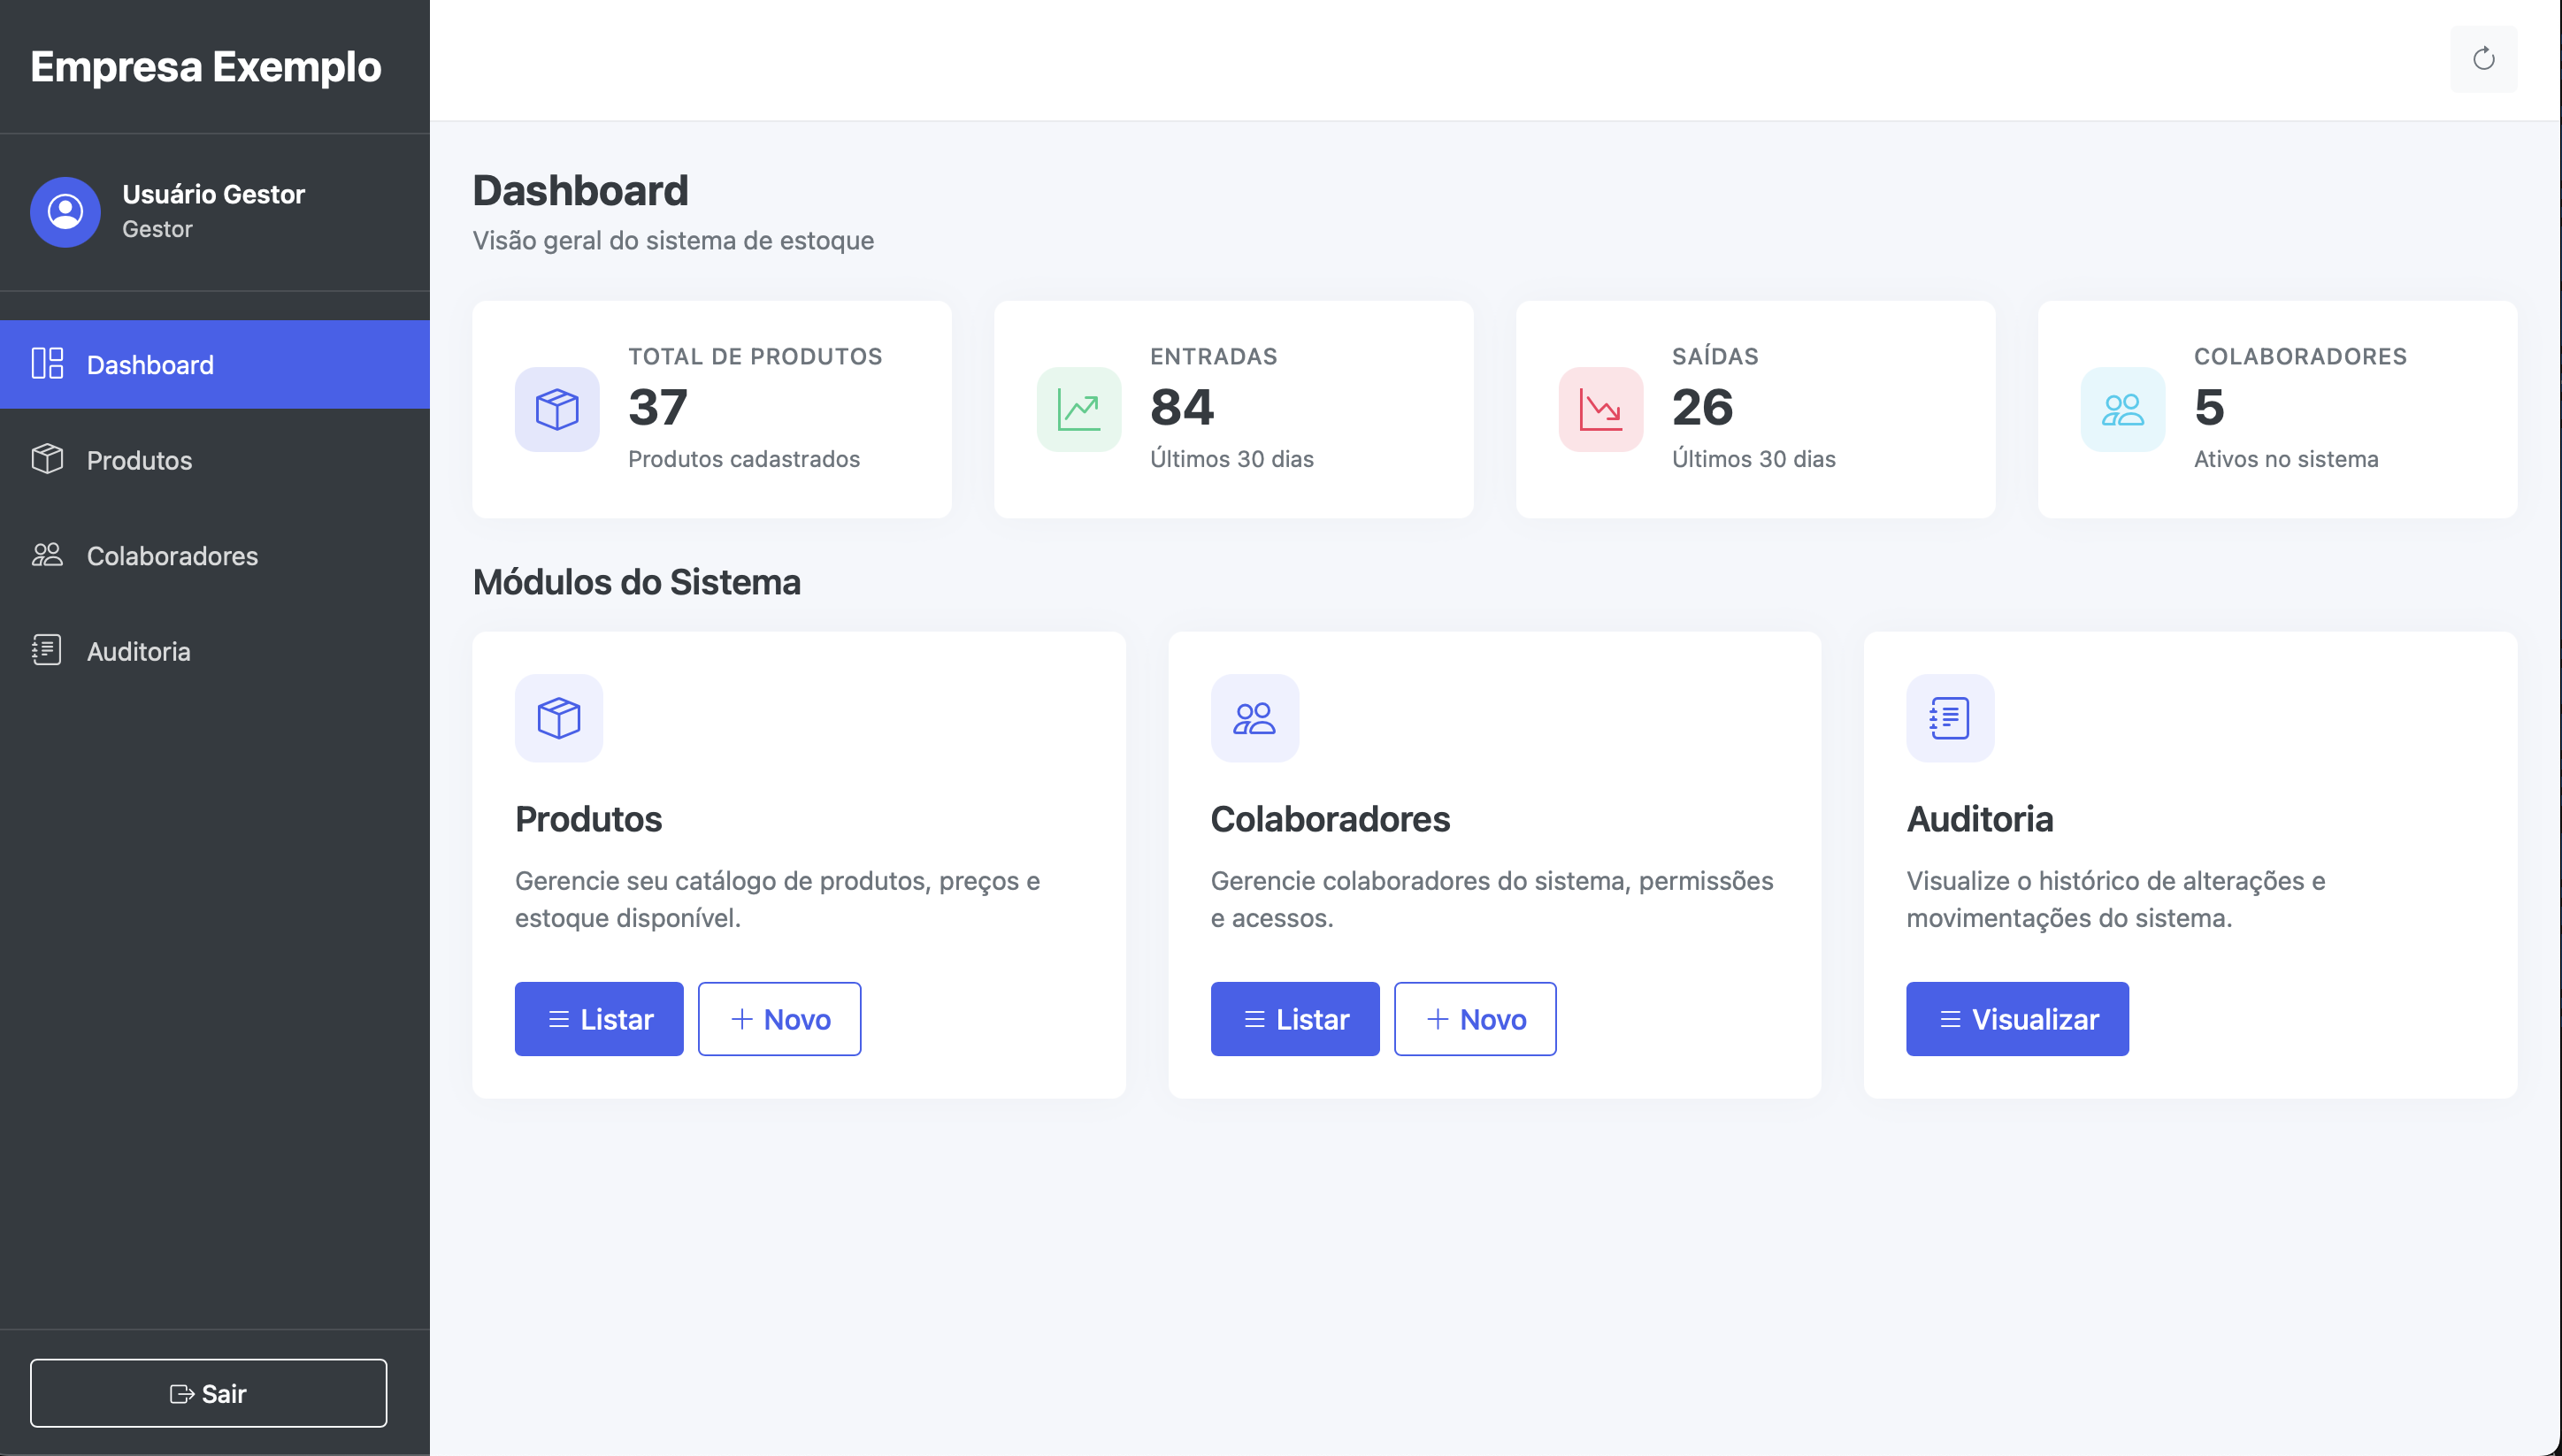 Empresa Exemplo
Usuário Gestor
Gestor
Dashboard
Produtos
Colaboradores
Auditoria
Sair
Dashboard
Visão geral do sistema de estoque
TOTAL DE PRODUTOS
37
Produtos cadastrados
ENTRADAS
84
Últimos 30 dias
SAÍDAS
26
Últimos 30 dias
COLABORADORES
5
Ativos no sistema
Módulos do Sistema
Produtos
Gerencie seu catálogo de produtos, preços e
estoque disponível.
Listar
Novo
Colaboradores
Gerencie colaboradores do sistema, permissões
e acessos.
Listar
Novo
Auditoria
Visualize o histórico de alterações e
movimentações do sistema.
Visualizar